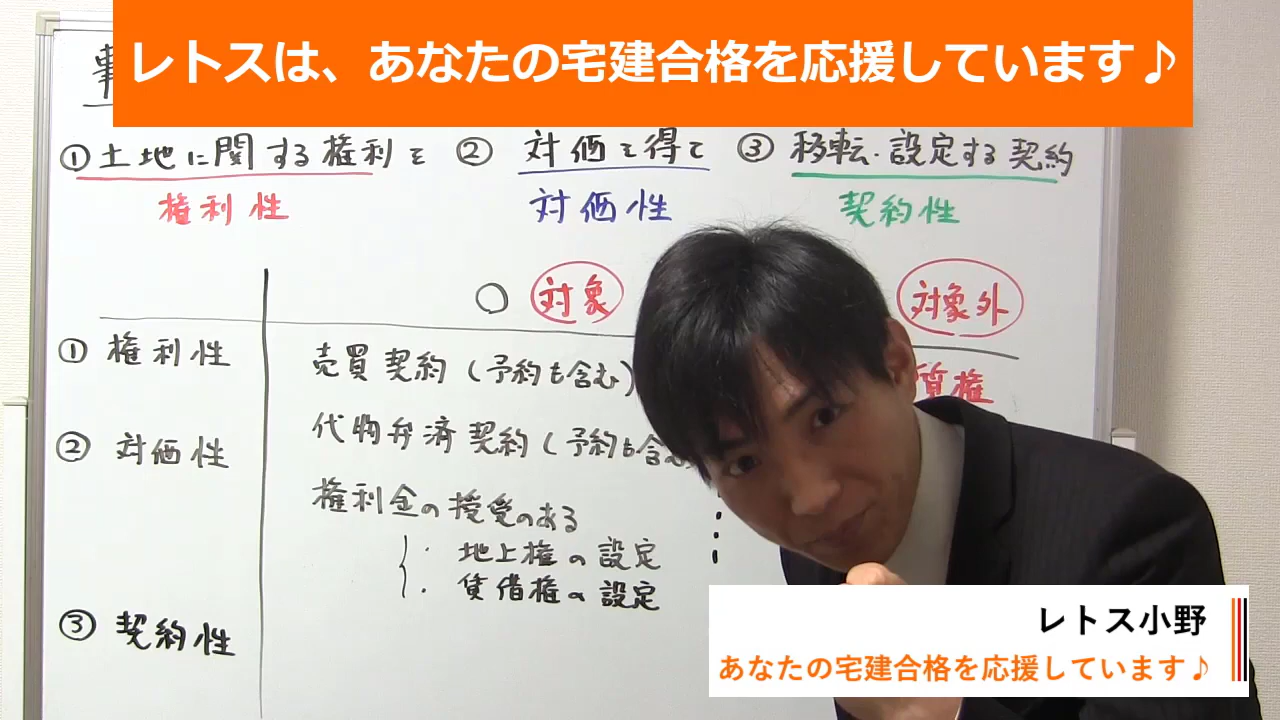 レトスは、あなたの宅建合格を応援しています♪
①土地に関する権利を ② 対価を得て ③ 移転・設定する契約
権利性 対価性 契約性
○ 対象 対象外
① 権利性 売買契約（予約も含む） 質権
② 対価性 代物弁済契約（予約も含む
権利金の授受のある
・地上権の設定
・賃借権の設定
③ 契約性
レトス小野
あなたの宅建合格を応援しています♪